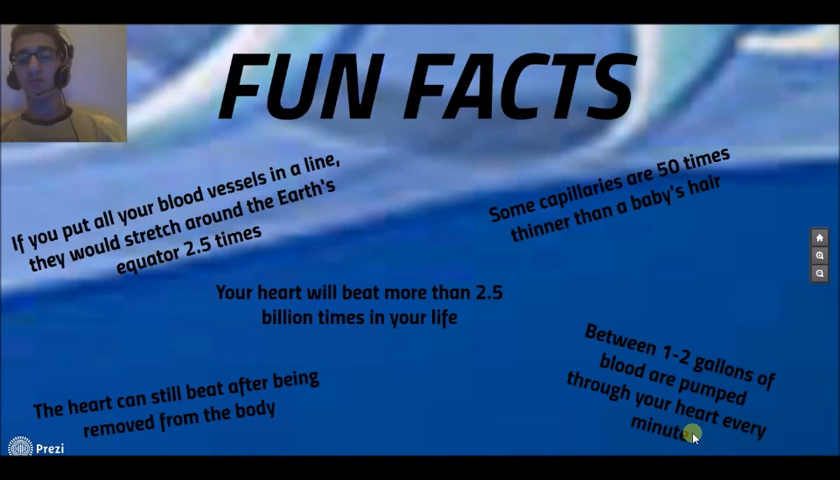 FUN FACTS
If you put all your blood vessels in a line,
they would stretch around the Earth's
equator 2.5 times
Some capillaries are 50 times
thinner than a baby's hair
Your heart will beat more than 2.5
billion times in your life
The heart can still beat after being
removed from the body
Between 1-2 gallons of
blood are pumped
through your heart every
minute
Prezi